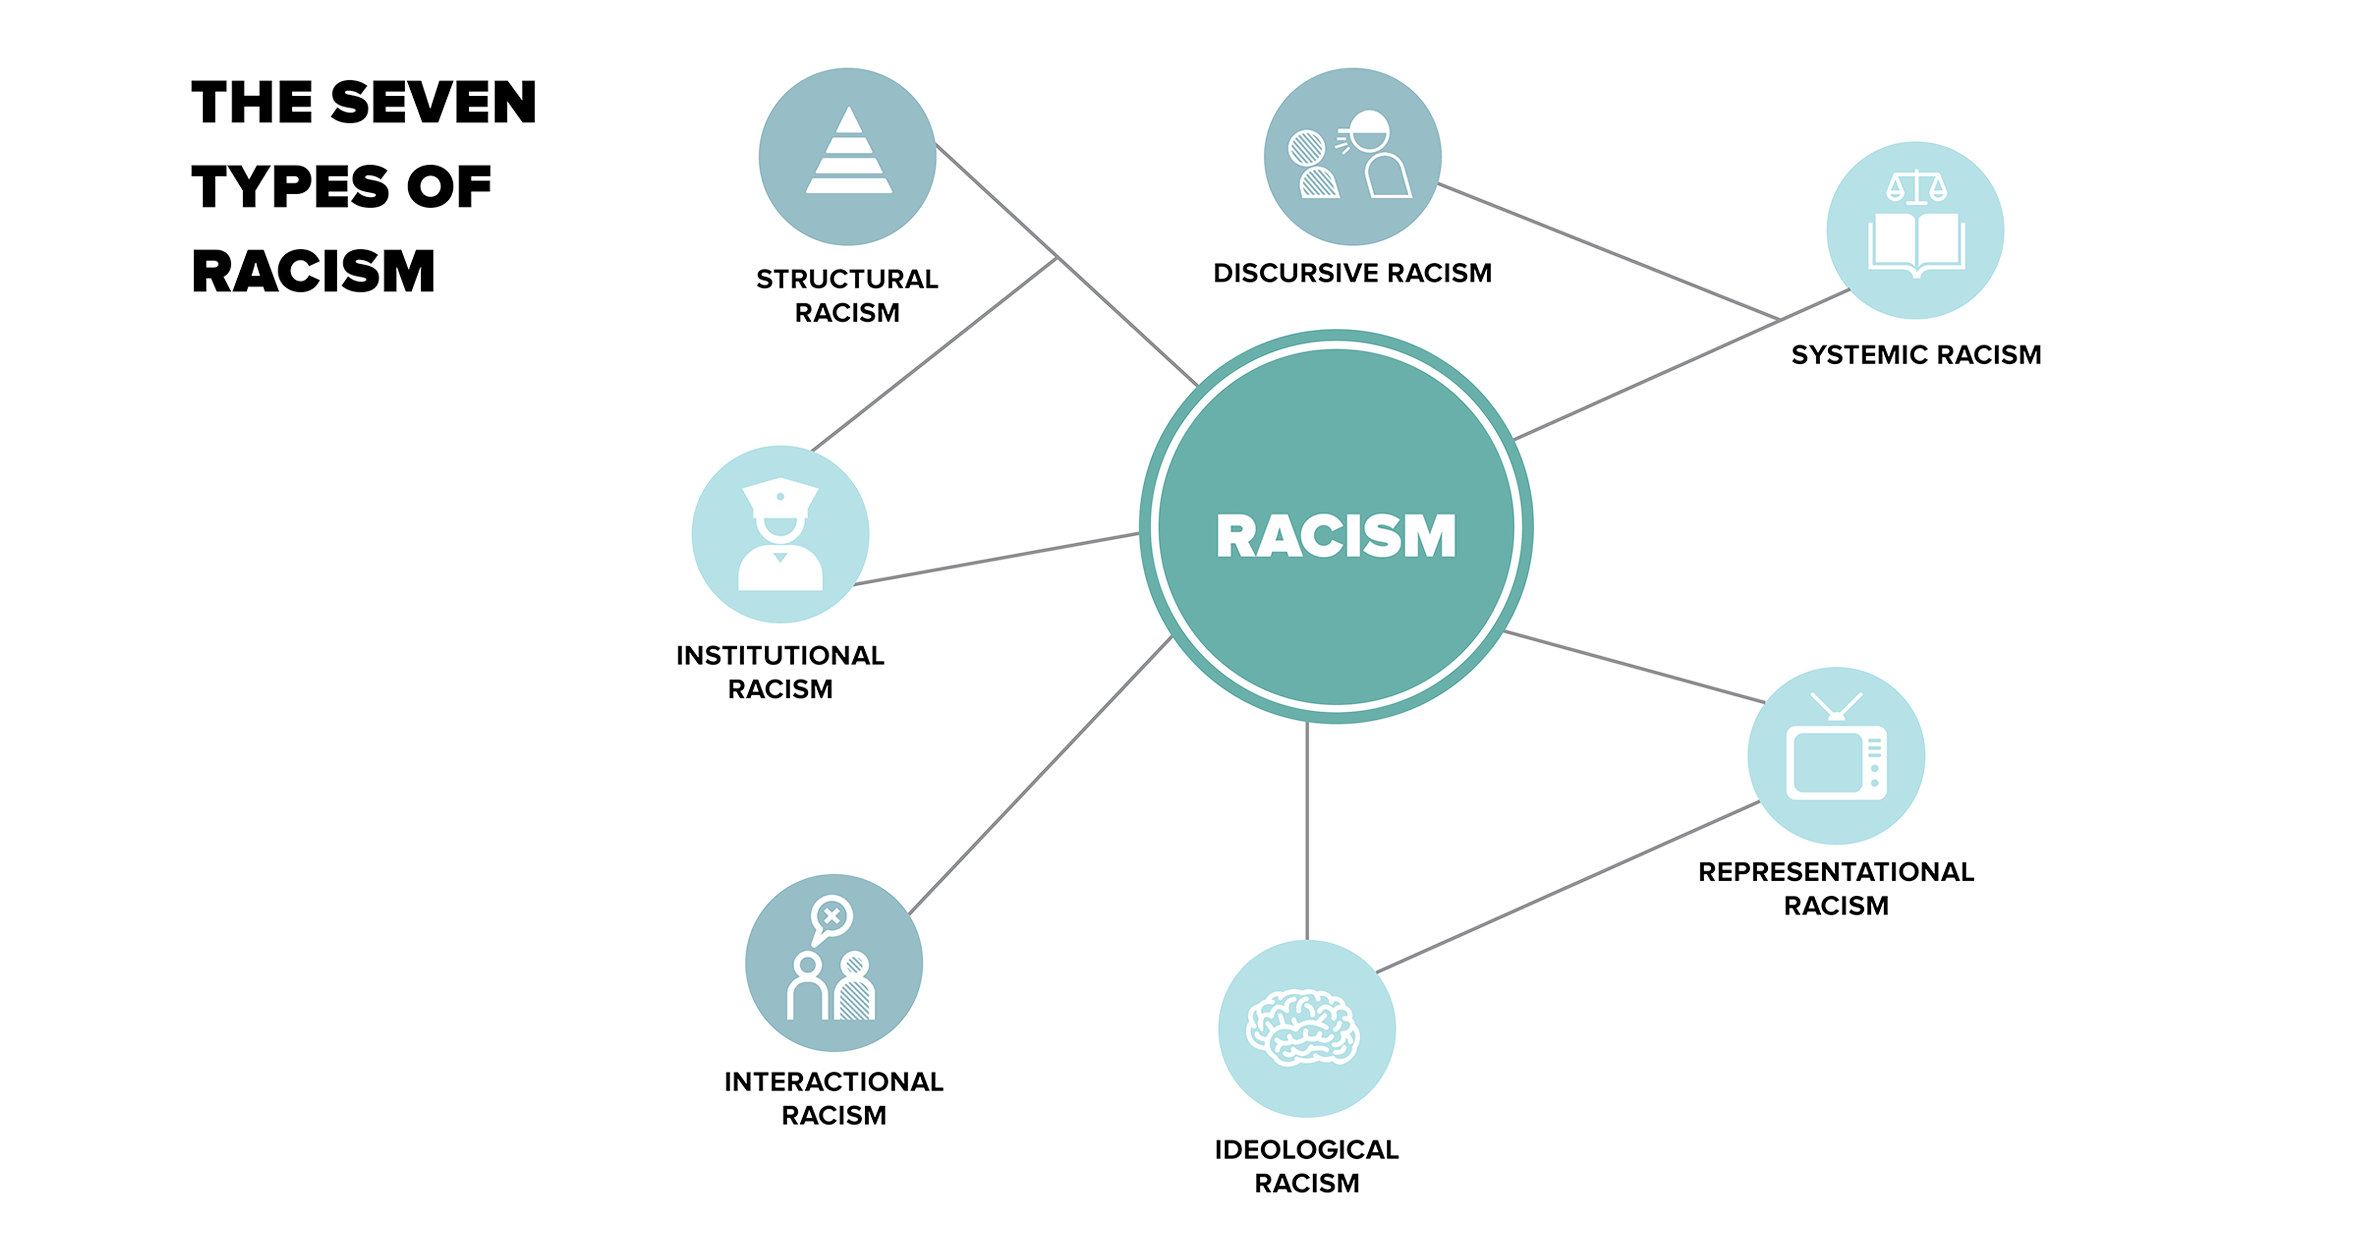 THE SEVEN
TYPES OF
RACISM
STRUCTURAL
RACISM
DISCURSIVE RACISM
SYSTEMIC RACISM
RACISM
INSTITUTIONAL
RACISM
REPRESENTATIONAL
RACISM
INTERACTIONAL
RACISM
IDEOLOGICAL
RACISM